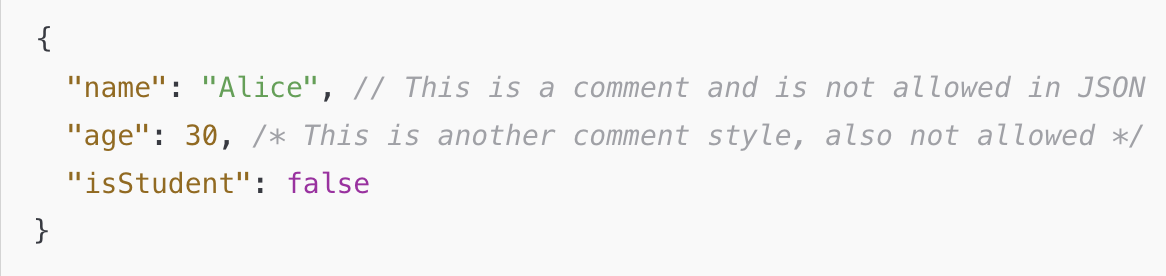 {
  "name": "Alice", // This is a comment and is not allowed in JSON
  "age": 30, /* This is another comment style, also not allowed */
  "isStudent": false
}